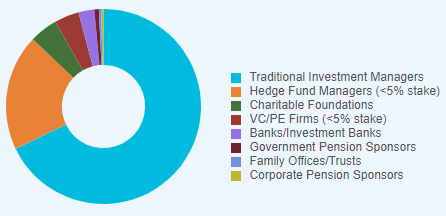 Traditional Investment Managers
Hedge Fund Managers (<5% stake)
Charitable Foundations
VC/PE Firms (<5% stake)
Banks/Investment Banks
Government Pension Sponsors
Family Offices/Trusts
Corporate Pension Sponsors